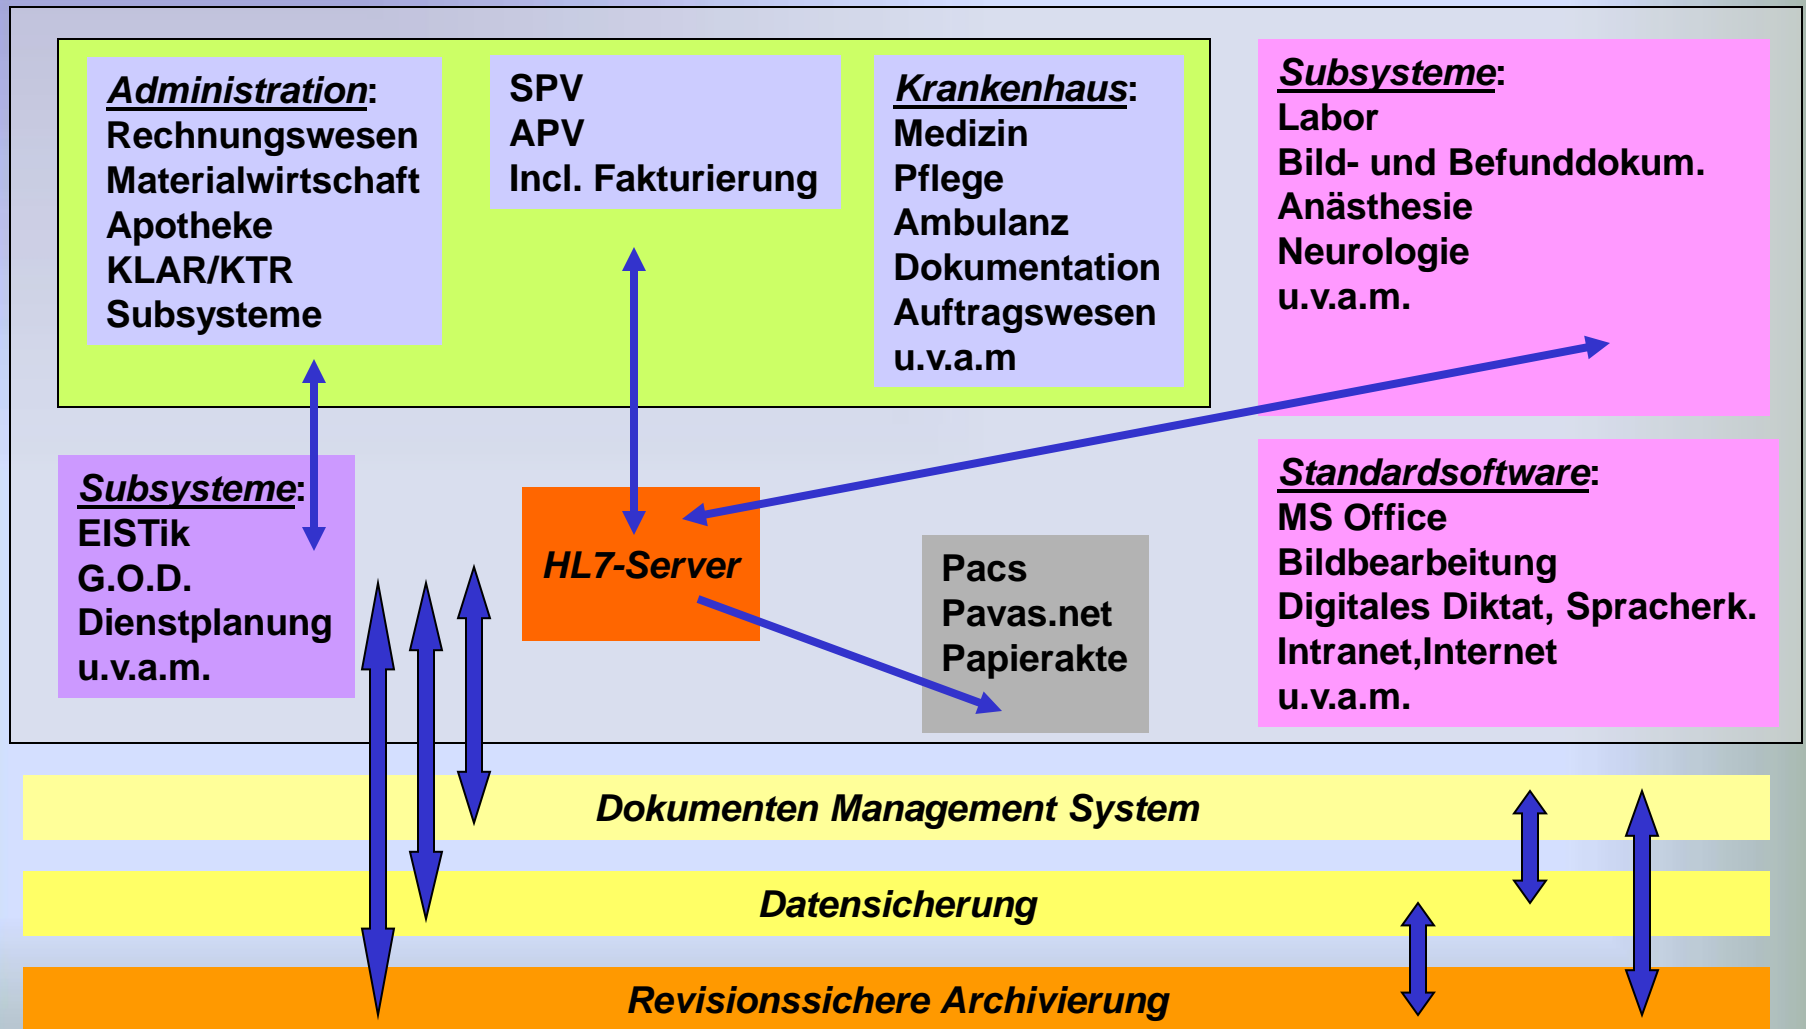 Administration:
Rechnungswesen
Materialwirtschaft
Apotheke
KLAR/KTR
Subsysteme
SPV
APV
Incl. Fakturierung
Krankenhaus:
Medizin
Pflege
Ambulanz
Dokumentation
Auftragswesen
u.v.a.m
Subsysteme:
Labor
Bild- und Befunddokum.
Anästhesie
Neurologie
u.v.a.m.
Subsysteme:
EISTik
G.O.D.
Dienstplanung
u.v.a.m.
HL7-Server
Pacs
Pavas.net
Papierakte
Standardsoftware:
MS Office
Bildbearbeitung
Digitales Diktat, Spracherk.
Intranet,Internet
u.v.a.m.
Dokumenten Management System
Datensicherung
Revisionssichere Archivierung